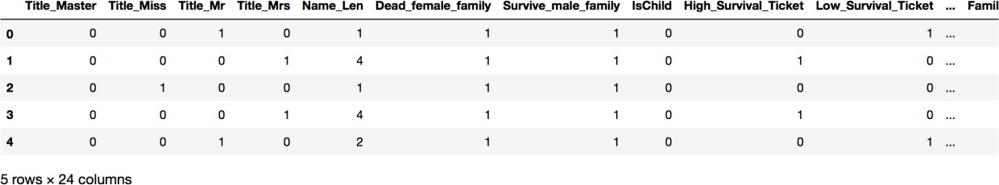 Title_Master Title_Miss Title_Mr Title_Mrs Name_Len Dead_female_family Survive_male_family IsChild High_Survival_Ticket Low_Survival_Ticket ... Famil
0 0 0 1 0 1 1 1 0 0 1 ...
1 0 0 0 1 4 1 1 0 1 0 ...
2 0 1 0 0 1 1 1 0 0 0 ...
3 0 0 0 1 4 1 1 0 1 0 ...
4 0 0 1 0 2 1 1 0 0 1 ...
5 rows × 24 columns